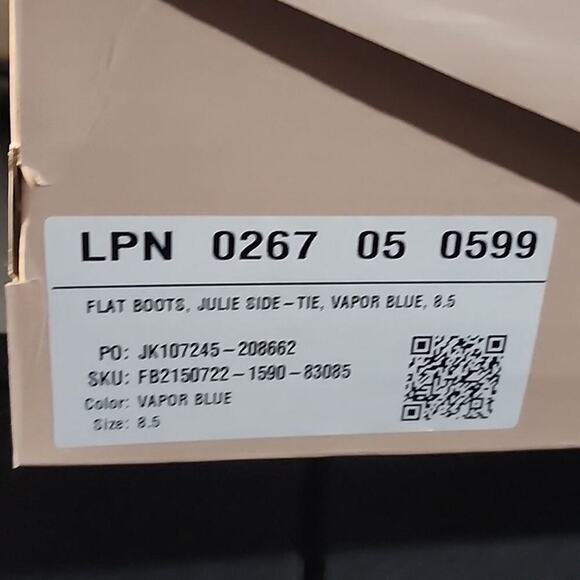 LPN 0267 05 0599
FLAT BOOTS, JULIE SIDE-TIE, VAPOR BLUE, 8.5
PO: JK107245-208662
SKU: FB2150722-1590-83085
Color: VAPOR BLUE
Size: 8.5